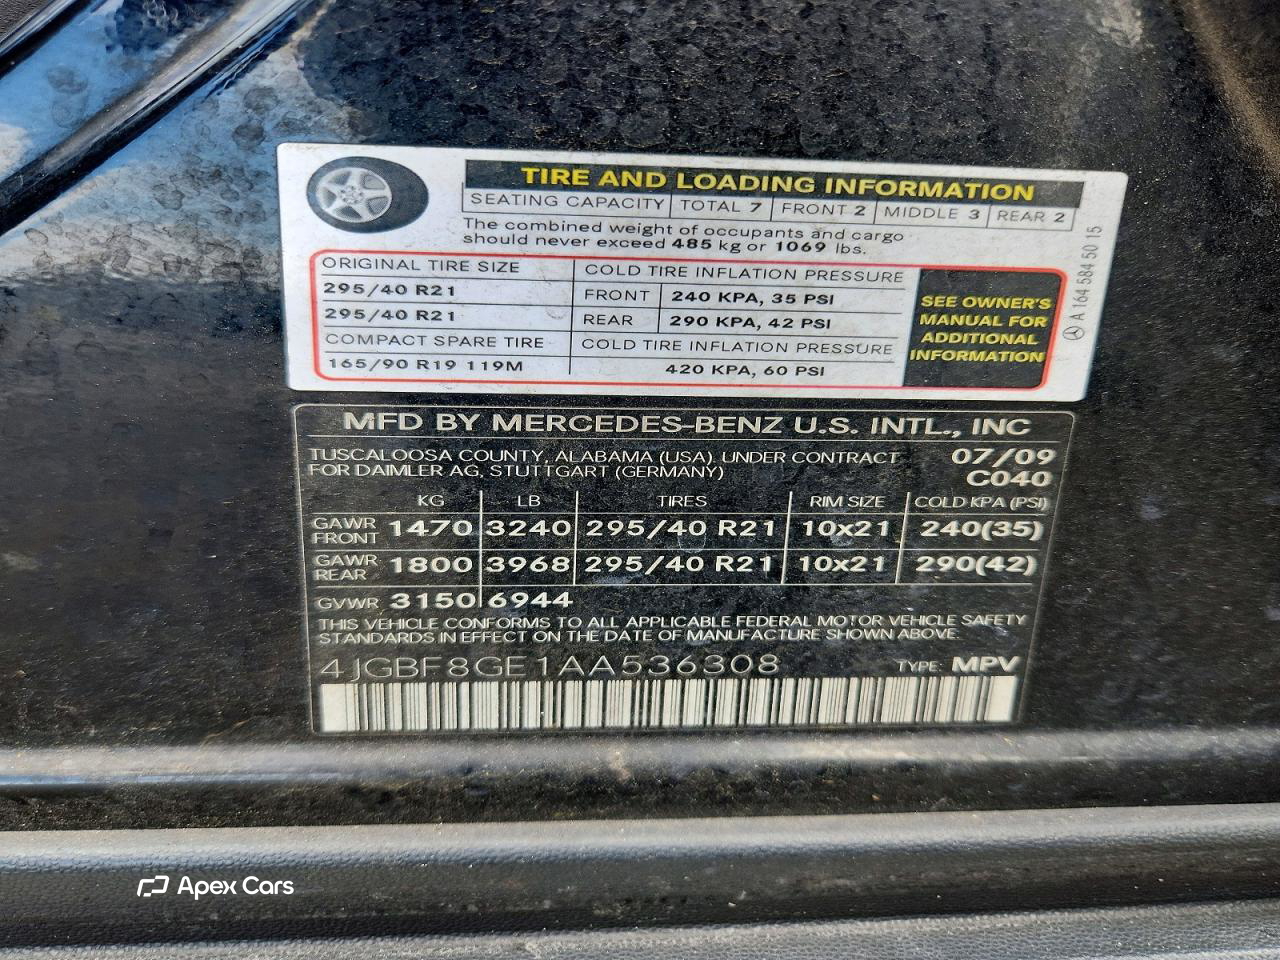 TIRE AND LOADING INFORMATION
SEATING CAPACITY TOTAL 7 FRONT 2 MIDDLE 3 REAR 2
The combined weight of occupants and cargo
should never exceed 485 kg or 1069 lbs.
ORIGINAL TIRE SIZE COLD TIRE INFLATION PRESSURE
295/40 R21 FRONT 240 KPA, 35 PSI
295/40 R21 REAR 290 KPA, 42 PSI
COMPACT SPARE TIRE COLD TIRE INFLATION PRESSURE
165/90 R19 119M 420 KPA, 60 PSI
SEE OWNER'S
MANUAL FOR
ADDITIONAL
INFORMATION
A 164 584 50 15
MFD BY MERCEDES-BENZ U.S. INTL., INC
TUSCALOOSA COUNTY, ALABAMA (USA) UNDER CONTRACT 07/09
FOR DAIMLER AG, STUTTGART (GERMANY) C040
KG LB TIRES RIM SIZE COLD KPA (PSI)
GAWR FRONT 1470 3240 295/40 R21 10x21 240(35)
GAWR REAR 1800 3968 295/40 R21 10x21 290(42)
GVWR 3150 6944
THIS VEHICLE CONFORMS TO ALL APPLICABLE FEDERAL MOTOR VEHICLE SAFETY
STANDARDS IN EFFECT ON THE DATE OF MANUFACTURE SHOWN ABOVE.
4JGBF8GE1AA536308 TYPE: MPV
Apex Cars